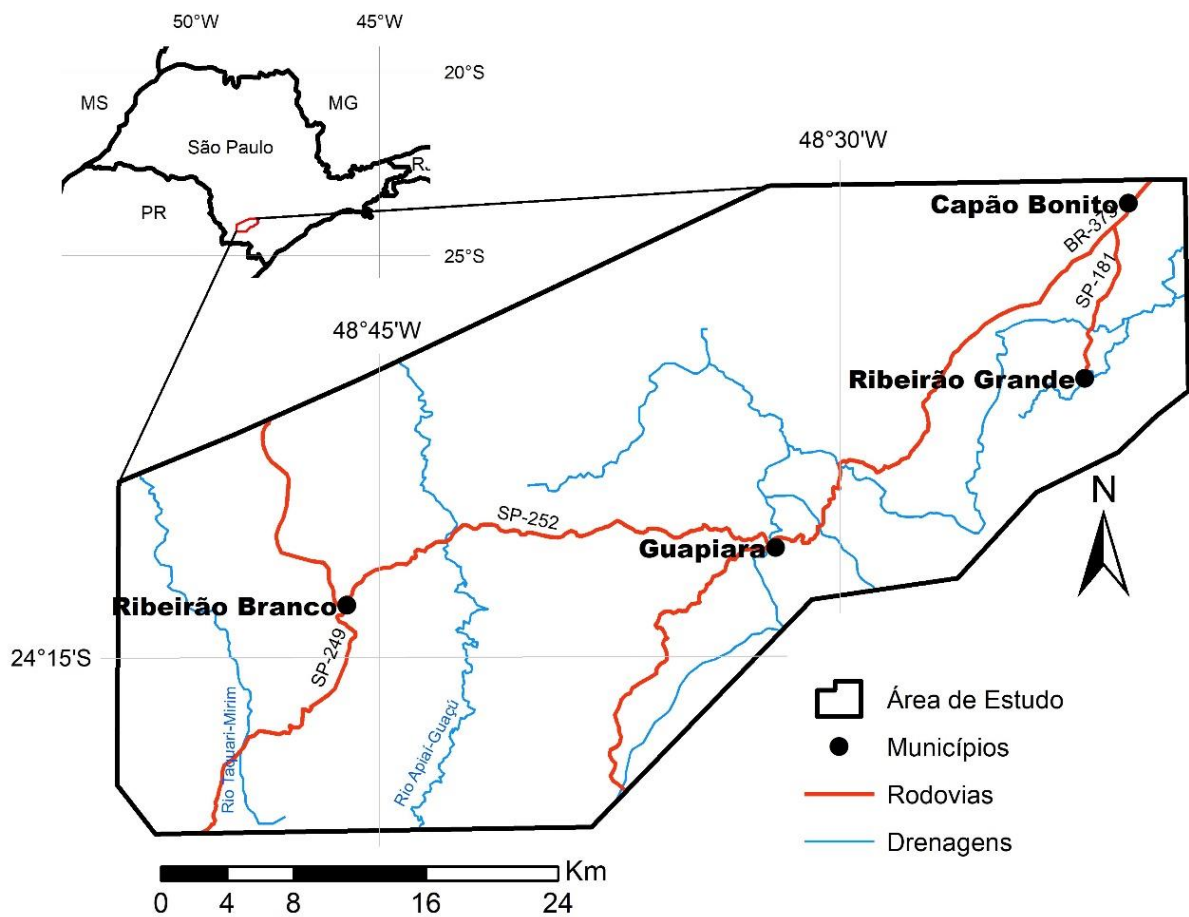 50°W
45°W
20°S
MS
MG
São Paulo
RJ
PR
25°S
48°30'W
Capão Bonito
BR-373
SP-181
48°45'W
Ribeirão Grande
N
SP-252
Guapiara
Ribeirão Branco
SP-249
24°15'S
Rio Taquari-Mirim
Rio Apiaí-Guaçú
Área de Estudo
Municípios
Rodovias
Drenagens
Km
0 4 8 16 24